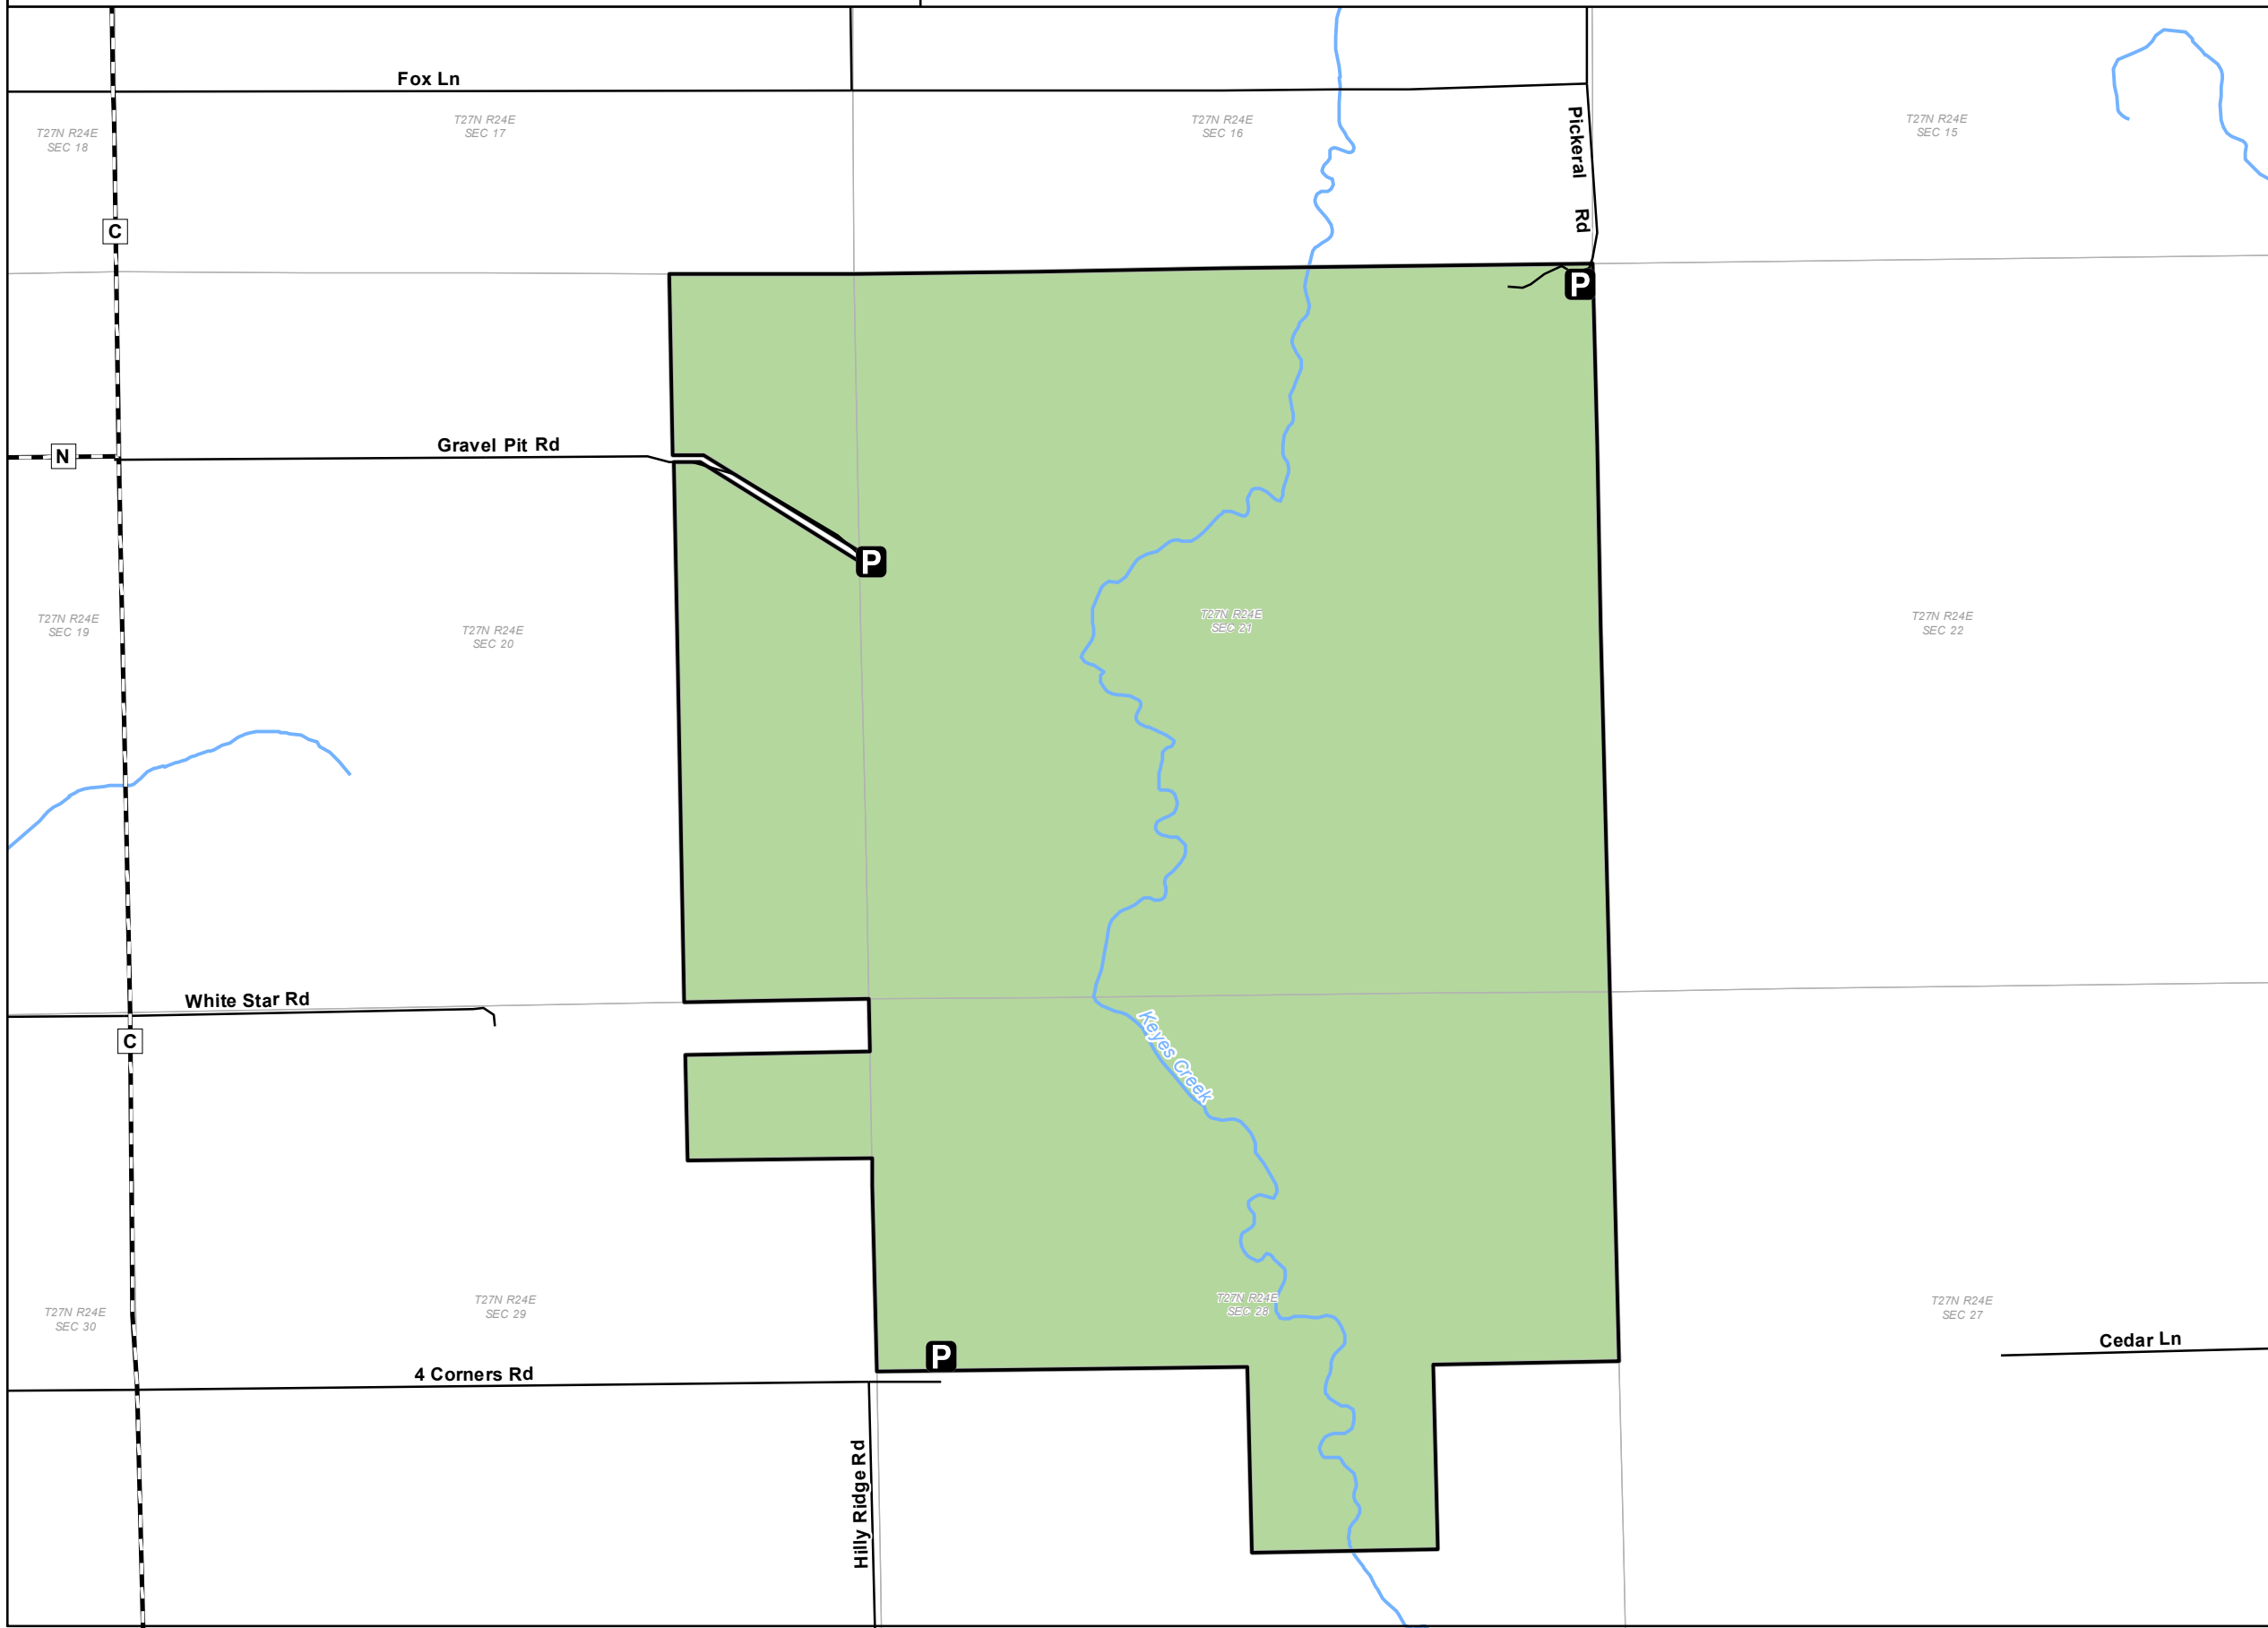 Fox Ln
T27N R24E
SEC 18
T27N R24E
SEC 17
T27N R24E
SEC 16
Pickeral Rd
T27N R24E
SEC 15
C
P
N
Gravel Pit Rd
P
T27N R24E
SEC 19
T27N R24E
SEC 20
T27N R24E
SEC 21
T27N R24E
SEC 22
White Star Rd
C
Keyes Creek
T27N R24E
SEC 30
T27N R24E
SEC 29
T27N R24E
SEC 28
T27N R24E
SEC 27
Cedar Ln
P
4 Corners Rd
Hilly Ridge Rd